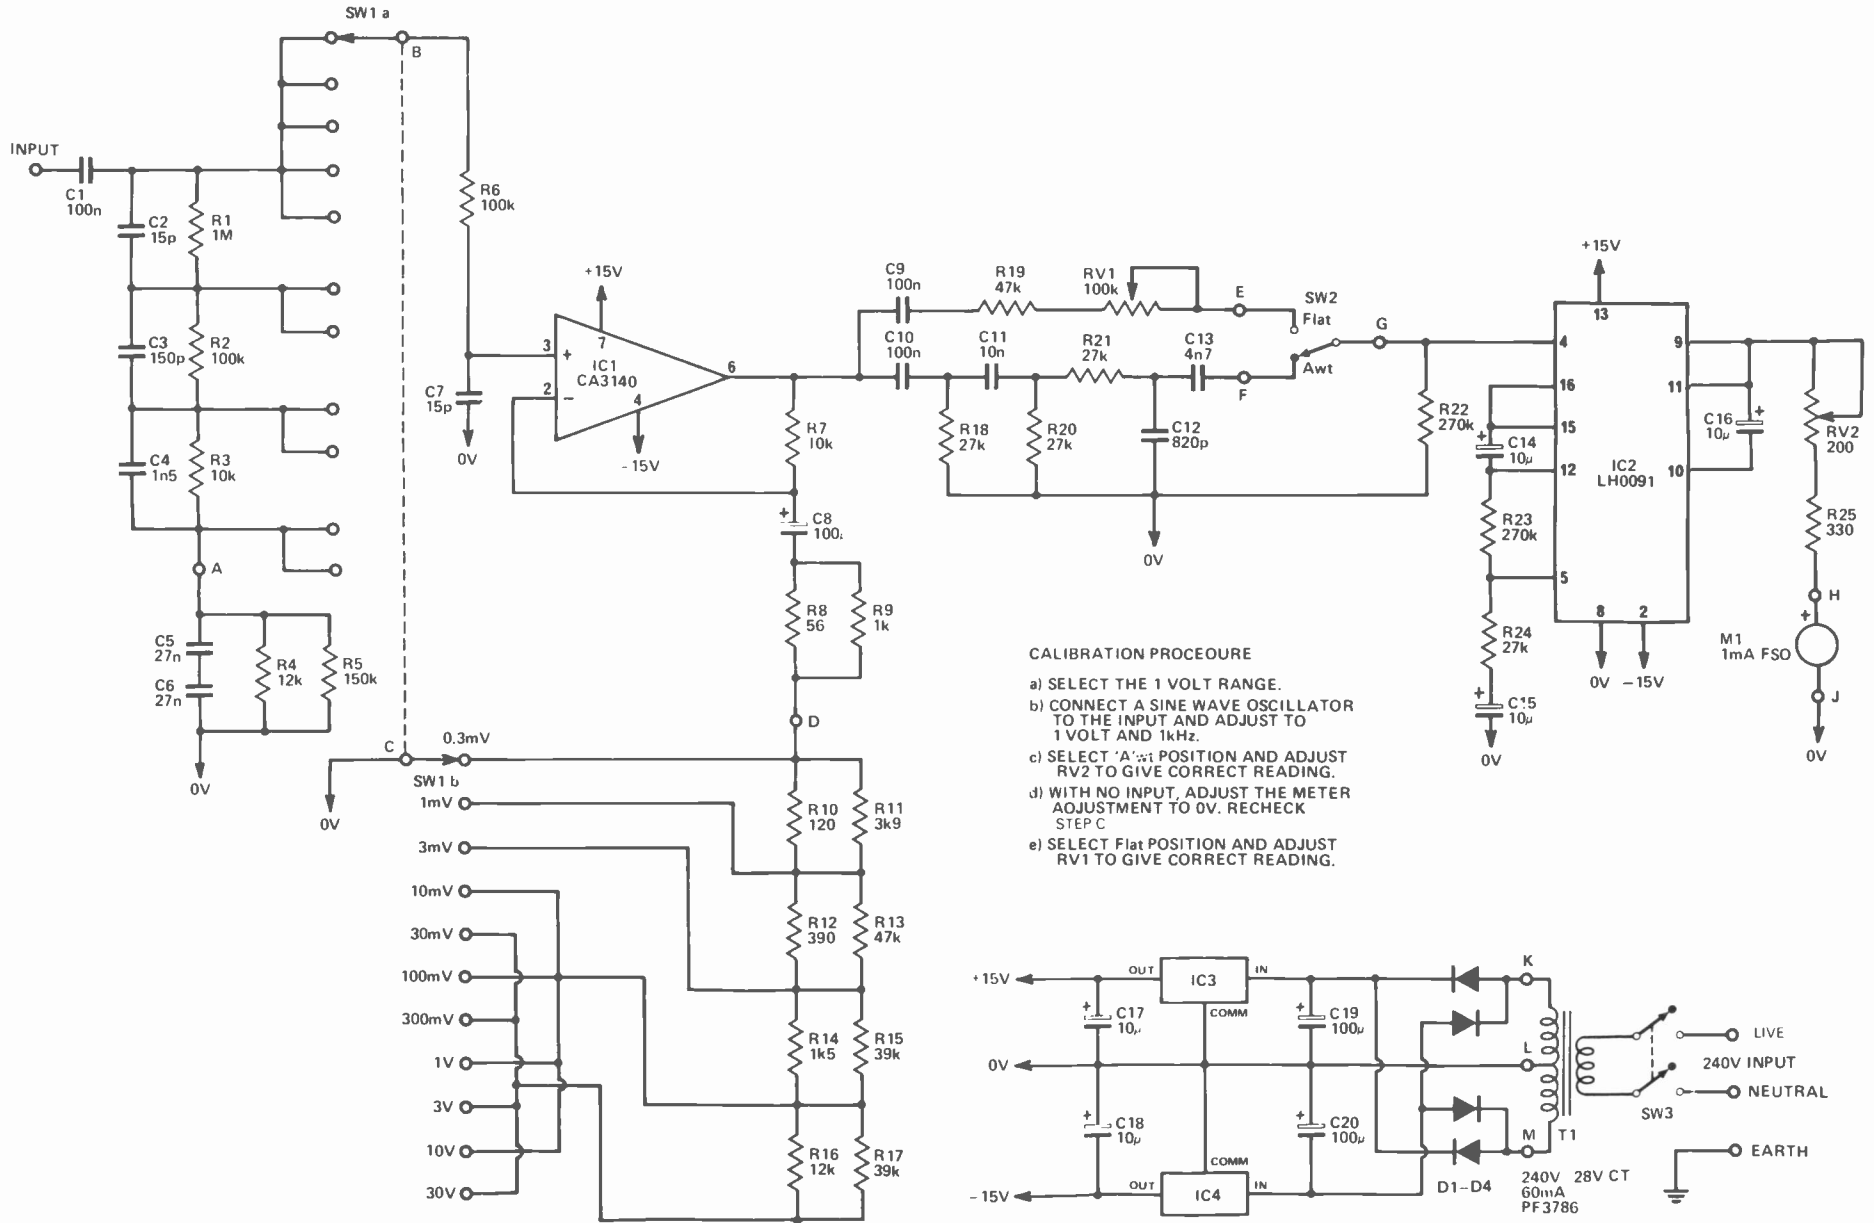 SW1 a
B
INPUT
C1
100n
C2
15p
R1
1M
C3
150p
R2
100k
C4
1n5
R3
10k
A
C5
27n
C6
27n
R4
12k
R5
150k
0V
R6
100k
C7
15p
0V
+15V
3
+
7
IC1
CA3140
2
−
4
6
-15V
R7
10k
+
C8
R8
56
R9
1k
D
C9
100n
R19
47k
RV1
100k
E
SW2
Flat
C10
100n
C11
10n
R21
27k
C13
4n7
F
Awt
G
R18
27k
R20
27k
C12
820p
0V
R22
270k
+15V
13
4
9
16
11
15
12
10
IC2
LH0091
5
8
2
0V
-15V
+
C14
10µ
R23
270k
R24
27k
+
C15
10µ
0V
+
C16
10µ
RV2
200
R25
330
H
+
M1
1mA FSO
J
0V
C
0.3mV
SW1 b
0V
1mV
3mV
10mV
30mV
100mV
300mV
1V
3V
10V
30V
R10
120
R11
3k9
R12
390
R13
47k
R14
1k5
R15
39k
R16
12k
R17
39k
CALIBRATION PROCEOURE
a) SELECT THE 1 VOLT RANGE.
b) CONNECT A SINE WAVE OSCILLATOR
TO THE INPUT AND ADJUST TO
1 VOLT AND 1kHz.
c) SELECT 'A'wt POSITION AND ADJUST
RV2 TO GIVE CORRECT READING.
d) WITH NO INPUT, ADJUST THE METER
AOJUSTMENT TO 0V. RECHECK
STEP C
e) SELECT Flat POSITION AND ADJUST
RV1 TO GIVE CORRECT READING.
+15V
OUT
IC3
IN
COMM
+
C17
10µ
+
C19
100µ
0V
+
C18
10µ
+
C20
100µ
COMM
-15V
OUT
IC4
IN
K
L
M
T1
D1–D4
240V 28V CT
60mA
PF3786
SW3
LIVE
240V INPUT
NEUTRAL
EARTH